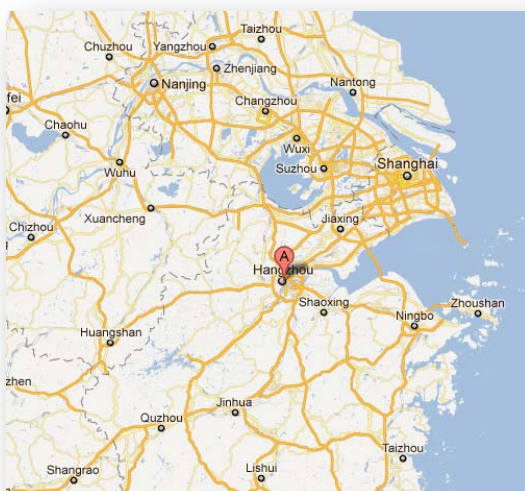 Taizhou
Chuzhou
Yangzhou
Zhenjiang
Nanjing
Nantong
fei
Changzhou
Chaohu
Wuxi
Suzhou
Shanghai
Wuhu
Xuancheng
Jiaxing
Chizhou
A
Hangzhou
Shaoxing
Zhoushan
Ningbo
Huangshan
zhen
Jinhua
Quzhou
Taizhou
Shangrao
Lishui